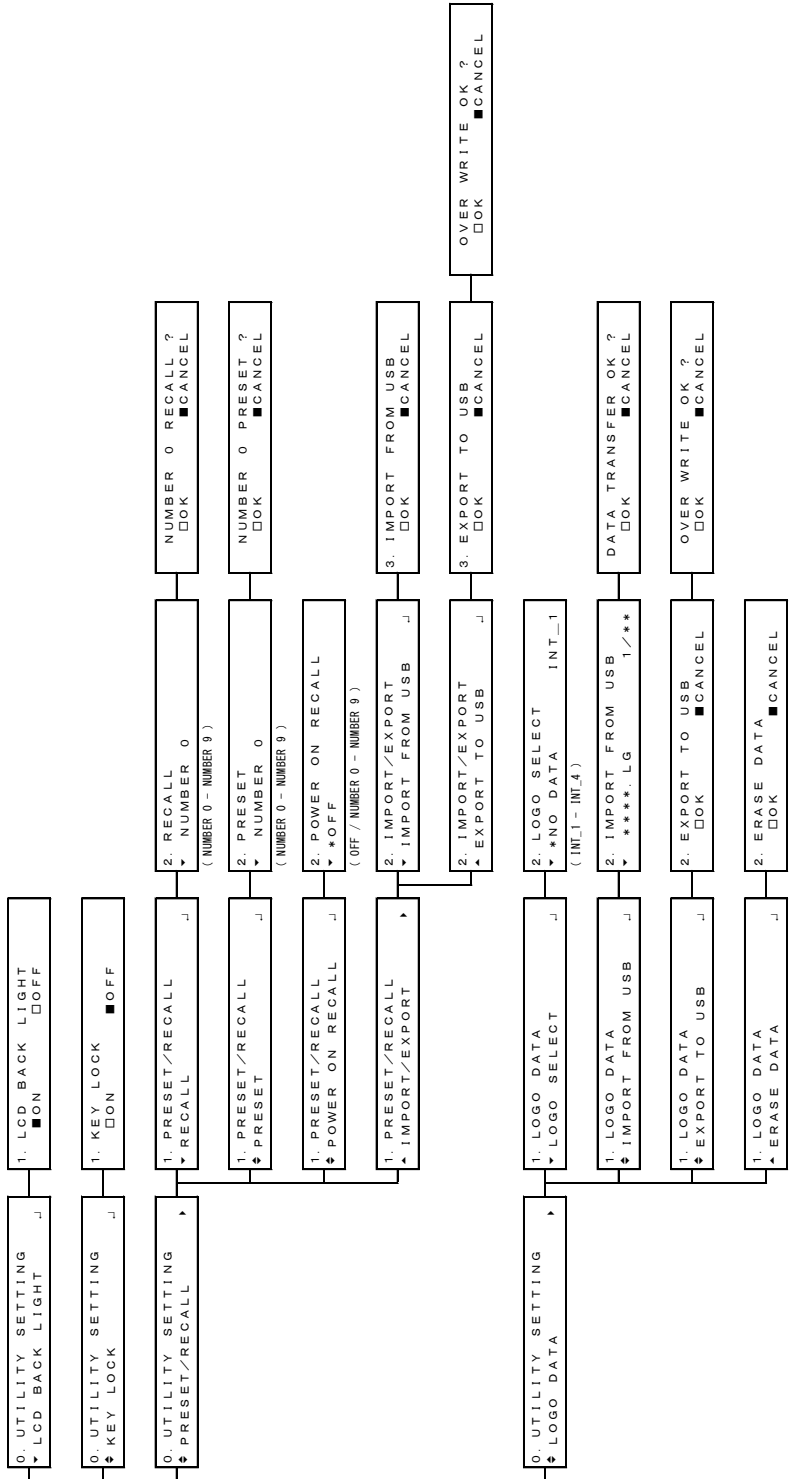 0. UTILITY SETTING
▼ LCD BACK LIGHT ┘
1. LCD BACK LIGHT
■ON □OFF
0. UTILITY SETTING
♦ KEY LOCK ┘
1. KEY LOCK
□ON ■OFF
0. UTILITY SETTING
♦ PRESET/RECALL ▶
1. PRESET/RECALL
▼ RECALL ┘
2. RECALL
▼ NUMBER 0
( NUMBER 0 - NUMBER 9 )
NUMBER 0 RECALL ?
□OK ■CANCEL
1. PRESET/RECALL
♦ PRESET ┘
2. PRESET
▼ NUMBER 0
( NUMBER 0 - NUMBER 9 )
NUMBER 0 PRESET ?
□OK ■CANCEL
1. PRESET/RECALL
♦ POWER ON RECALL ┘
2. POWER ON RECALL
▼ *OFF
( OFF / NUMBER 0 - NUMBER 9 )
1. PRESET/RECALL
▲ IMPORT/EXPORT ▶
2. IMPORT/EXPORT
▼ IMPORT FROM USB ┘
3. IMPORT FROM USB
□OK ■CANCEL
2. IMPORT/EXPORT
▲ EXPORT TO USB ┘
3. EXPORT TO USB
□OK ■CANCEL
OVER WRITE OK ?
□OK ■CANCEL
0. UTILITY SETTING
♦ LOGO DATA ▶
1. LOGO DATA
▼ LOGO SELECT ┘
2. LOGO SELECT
▼ *NO DATA INT_1
( INT_1 - INT_4 )
1. LOGO DATA
♦ IMPORT FROM USB ┘
2. IMPORT FROM USB
▼ ****.LG 1/**
DATA TRANSFER OK ?
□OK ■CANCEL
1. LOGO DATA
♦ EXPORT TO USB ┘
2. EXPORT TO USB
□OK ■CANCEL
OVER WRITE OK ?
□OK ■CANCEL
1. LOGO DATA
▲ ERASE DATA ┘
2. ERASE DATA
□OK ■CANCEL